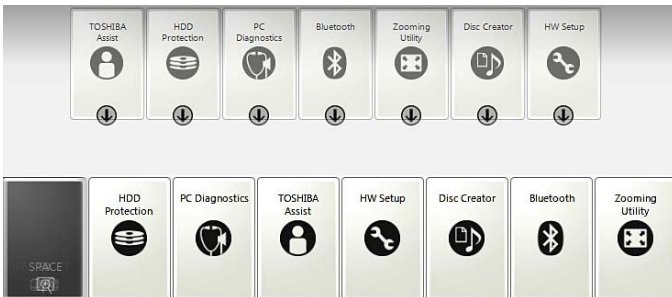 TOSHIBA
Assist
HDD
Protection
PC
Diagnostics
Bluetooth
Zooming
Utility
Disc Creator
HW Setup
SPACE
HDD
Protection
PC Diagnostics
TOSHIBA
Assist
HW Setup
Disc Creator
Bluetooth
Zooming
Utility